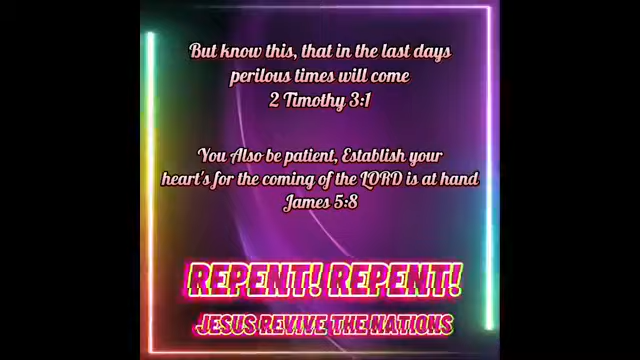 But know this, that in the last days
perilous times will come
2 Timothy 3:1
You Also be patient, Establish your
heart's for the coming of the LORD is at hand
James 5:8
REPENT! REPENT!
JESUS REVIVE THE NATIONS